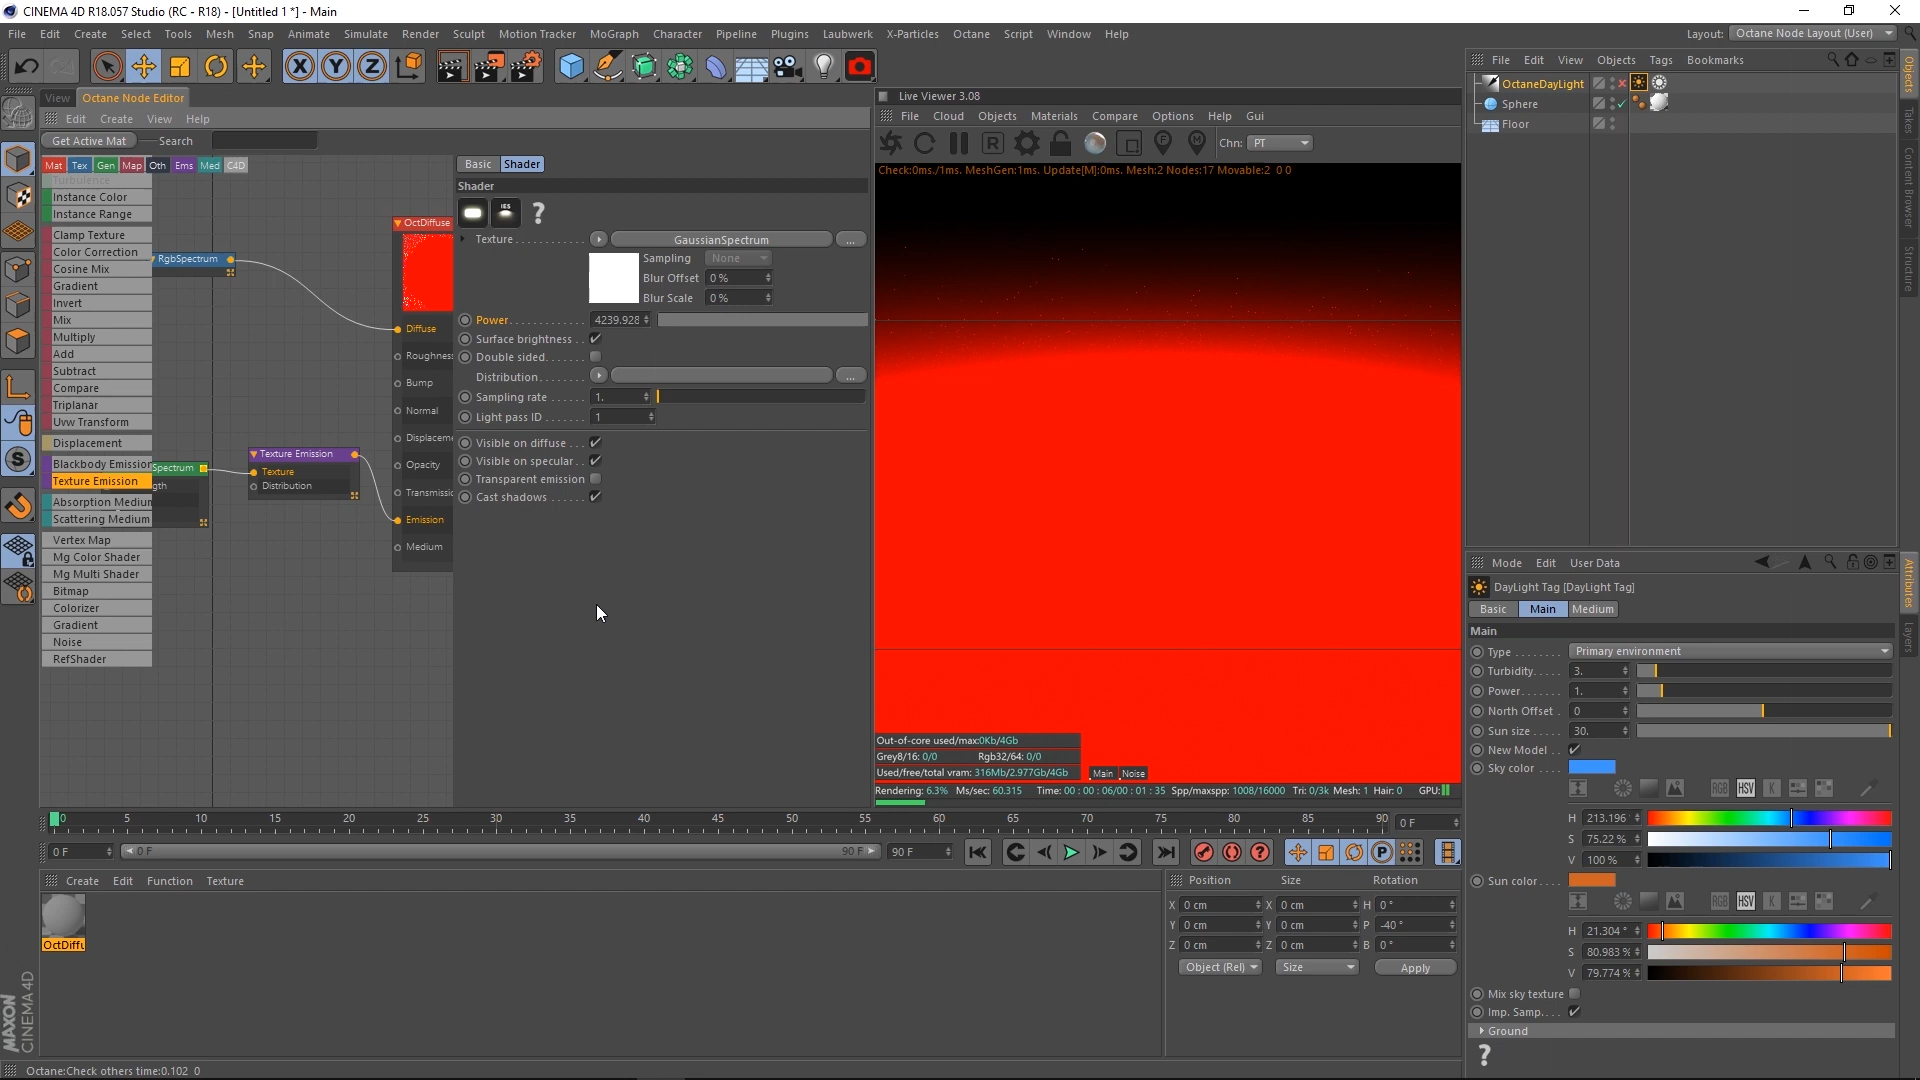 CINEMA 4D R18.057 Studio (RC - R18) - [Untitled 1 *] - Main
File Edit Create Select Tools Mesh Snap Animate Simulate Render Sculpt Motion Tracker MoGraph Character Pipeline Plugins Laubwerk X-Particles Octane Script Window Help
Layout: Octane Node Layout (User)
View Octane Node Editor
Edit Create View Help
Get Active Mat Search
Mat Tex Gen Map Oth Ems Med C4D
Turbulence
Instance Color
Instance Range
Clamp Texture
Color Correction
Cosine Mix
Gradient
Invert
Mix
Multiply
Add
Subtract
Compare
Triplanar
Uvw Transform
Displacement
Blackbody Emission
Texture Emission
Absorption Medium
Scattering Medium
Vertex Map
Mg Color Shader
Mg Multi Shader
Bitmap
Colorizer
Gradient
Noise
RefShader
RgbSpectrum
Spectrum
gth
Texture Emission
Texture
Distribution
OctDiffuse
Diffuse
Roughness
Bump
Normal
Displaceme
Opacity
Transmissio
Emission
Medium
Basic Shader
Shader
IES
?
Texture GaussianSpectrum ...
Sampling None
Blur Offset 0 %
Blur Scale 0 %
Power 4239.928
Surface brightness
Double sided
Distribution ...
Sampling rate 1.
Light pass ID 1
Visible on diffuse
Visible on specular
Transparent emission
Cast shadows
Live Viewer 3.08
File Cloud Objects Materials Compare Options Help Gui
R F M Chn: PT
Check:0ms./1ms. MeshGen:1ms. Update[M]:0ms. Mesh:2 Nodes:17 Movable:2 0 0
Out-of-core used/max:0Kb/4Gb
Grey8/16: 0/0 Rgb32/64: 0/0
Used/free/total vram: 316Mb/2.977Gb/4Gb Main Noise
Rendering: 6.3% Ms/sec: 60.315 Time: 00 : 00 : 06/00 : 01 : 35 Spp/maxspp: 1008/16000 Tri: 0/3k Mesh: 1 Hair: 0 GPU:
File Edit View Objects Tags Bookmarks
OctaneDayLight
Sphere
Floor
Objects
Takes
Content Browser
Structure
Mode Edit User Data
DayLight Tag [DayLight Tag]
Basic Main Medium
Main
Type Primary environment
Turbidity 3.
Power 1.
North Offset 0
Sun size 30.
New Model
Sky color
RGB HSV K
H 213.196 °
S 75.22 %
V 100 %
Sun color
RGB HSV K
H 21.304 °
S 80.983 %
V 79.774 %
Mix sky texture
Imp. Samp.
Ground
?
Attributes
Layers
0 5 10 15 20 25 30 35 40 45 50 55 60 65 70 75 80 85 90 0 F
0 F 0 F 90 F 90 F
Create Edit Function Texture
OctDiffu
Position Size Rotation
X 0 cm X 0 cm H 0 °
Y 0 cm Y 0 cm P -40 °
Z 0 cm Z 0 cm B 0 °
Object (Rel) Size Apply
MAXON
CINEMA 4D
Octane:Check others time:0.102 0